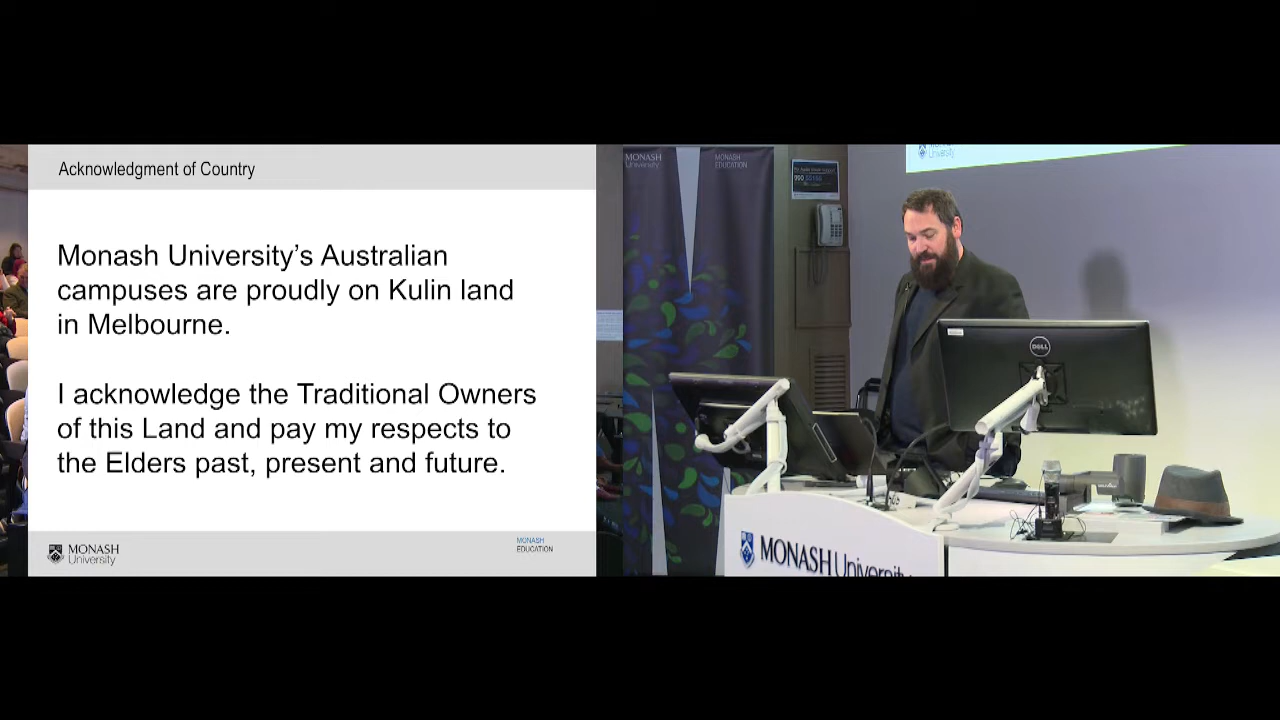 Acknowledgment of Country
Monash University’s Australian
campuses are proudly on Kulin land
in Melbourne.
I acknowledge the Traditional Owners
of this Land and pay my respects to
the Elders past, present and future.
MONASH
University
MONASH
EDUCATION
MONASH
University
MONASH
EDUCATION
University
DELL
MONASH University